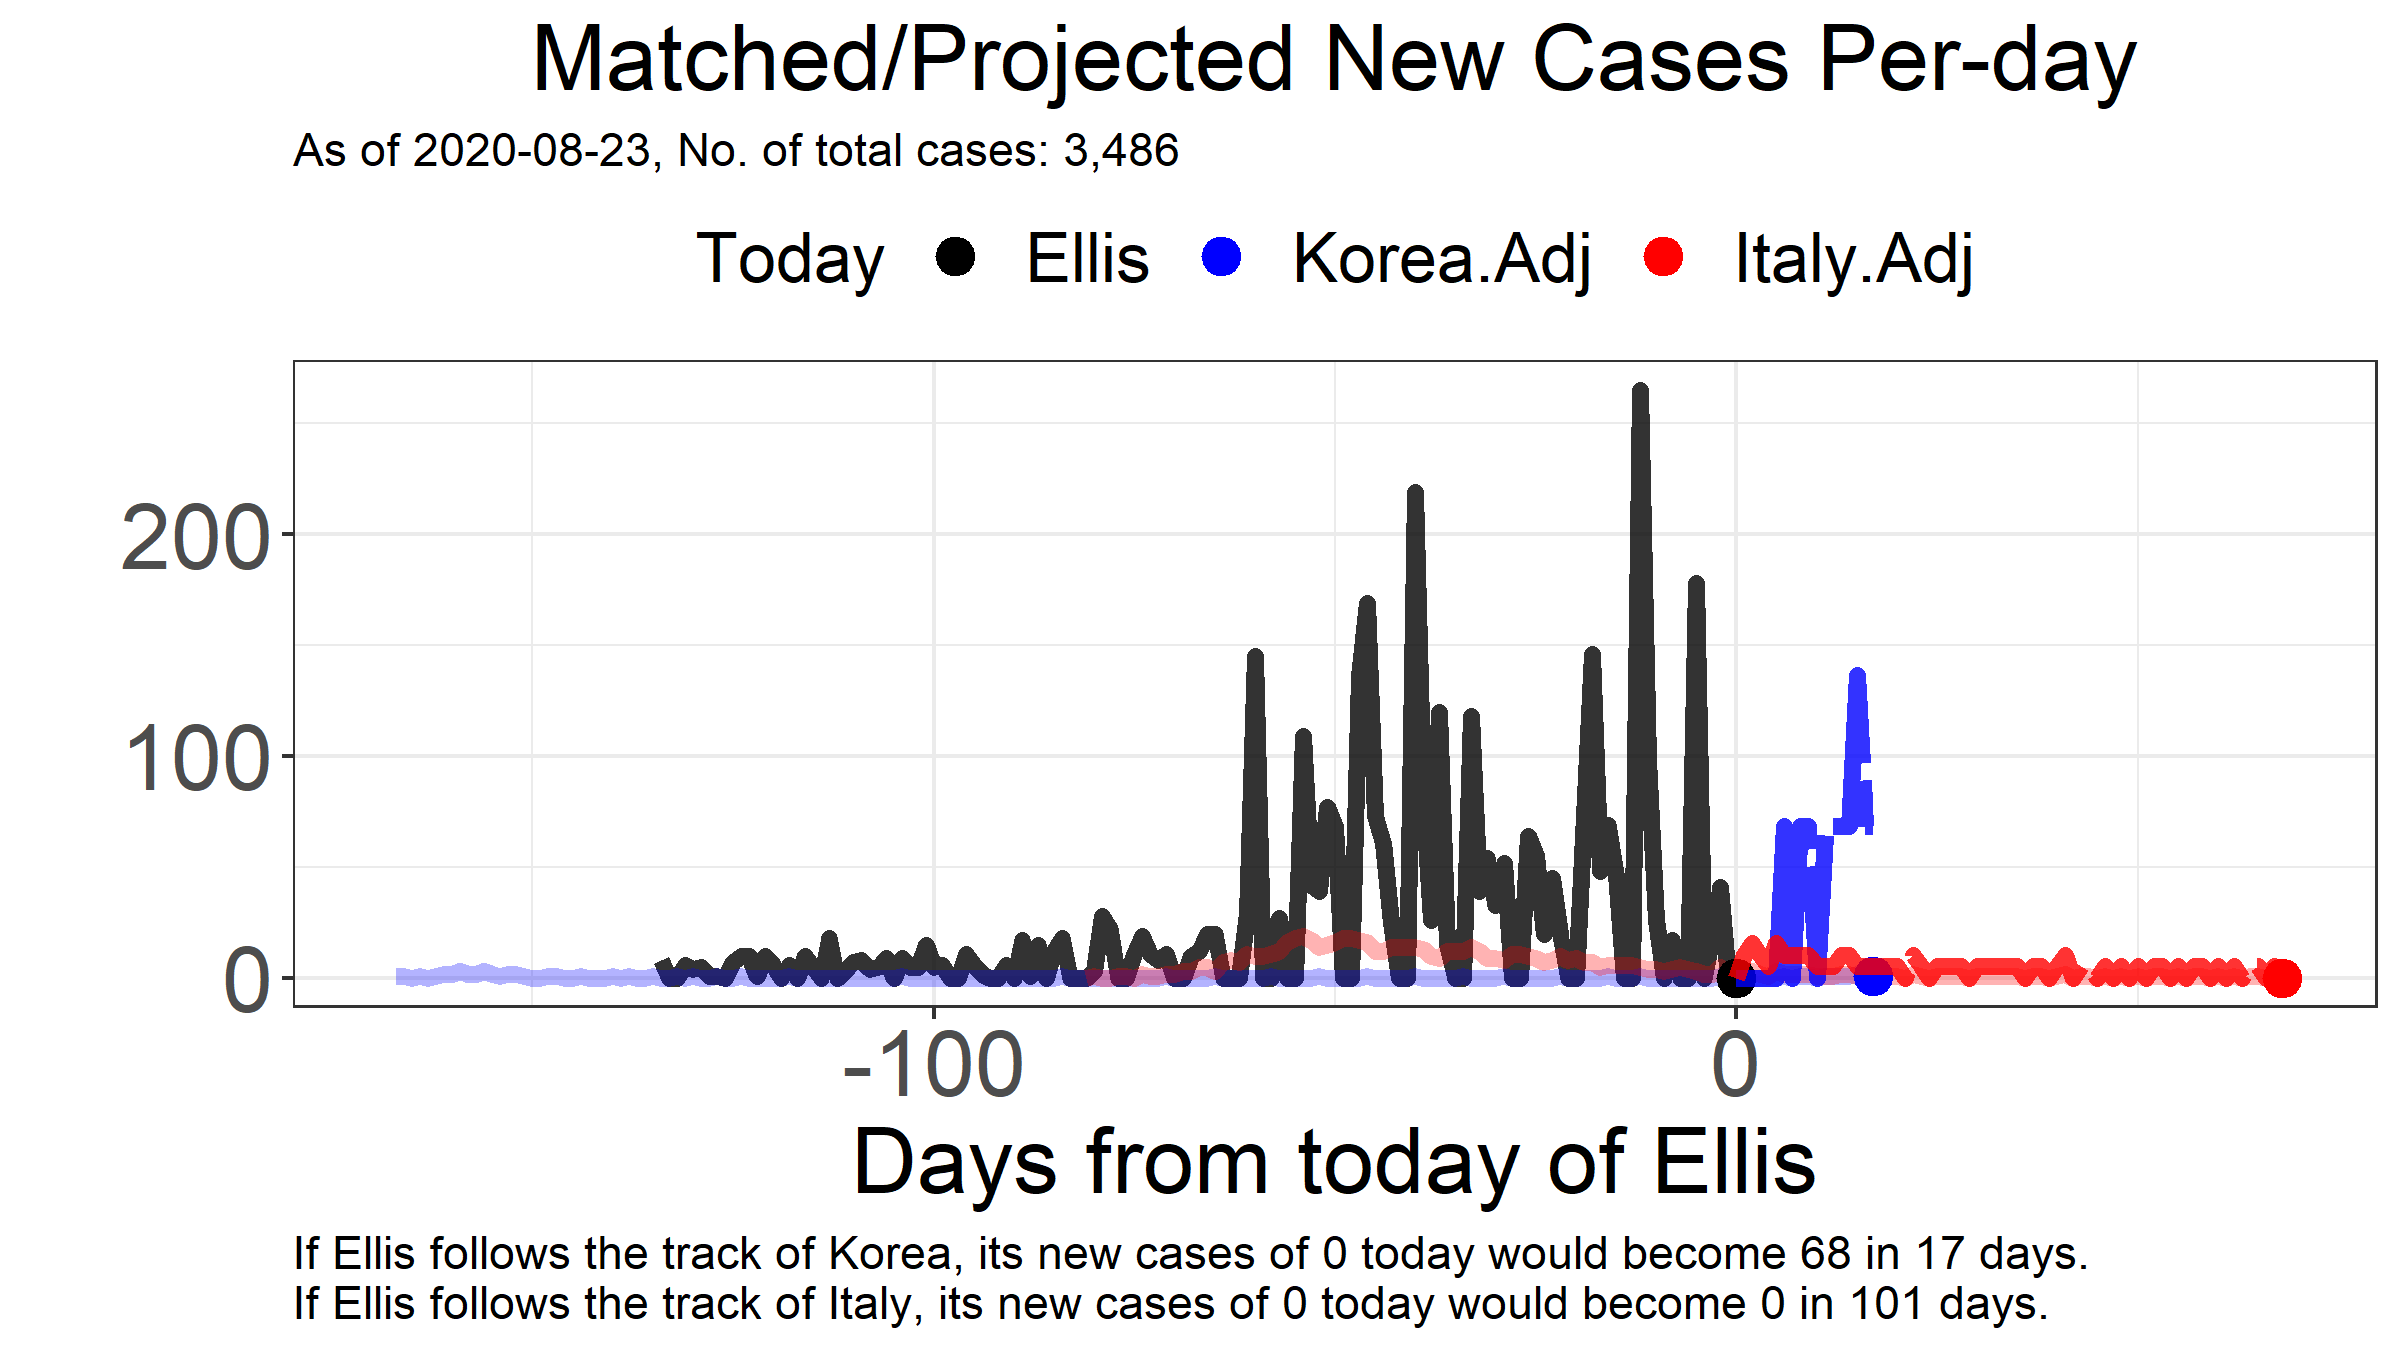 Matched/Projected New Cases Per-day
As of 2020-08-23, No. of total cases: 3,486
Today Ellis Korea.Adj Italy.Adj
200
100
0
-100 0
Days from today of Ellis
If Ellis follows the track of Korea, its new cases of 0 today would become 68 in 17 days.
If Ellis follows the track of Italy, its new cases of 0 today would become 0 in 101 days.